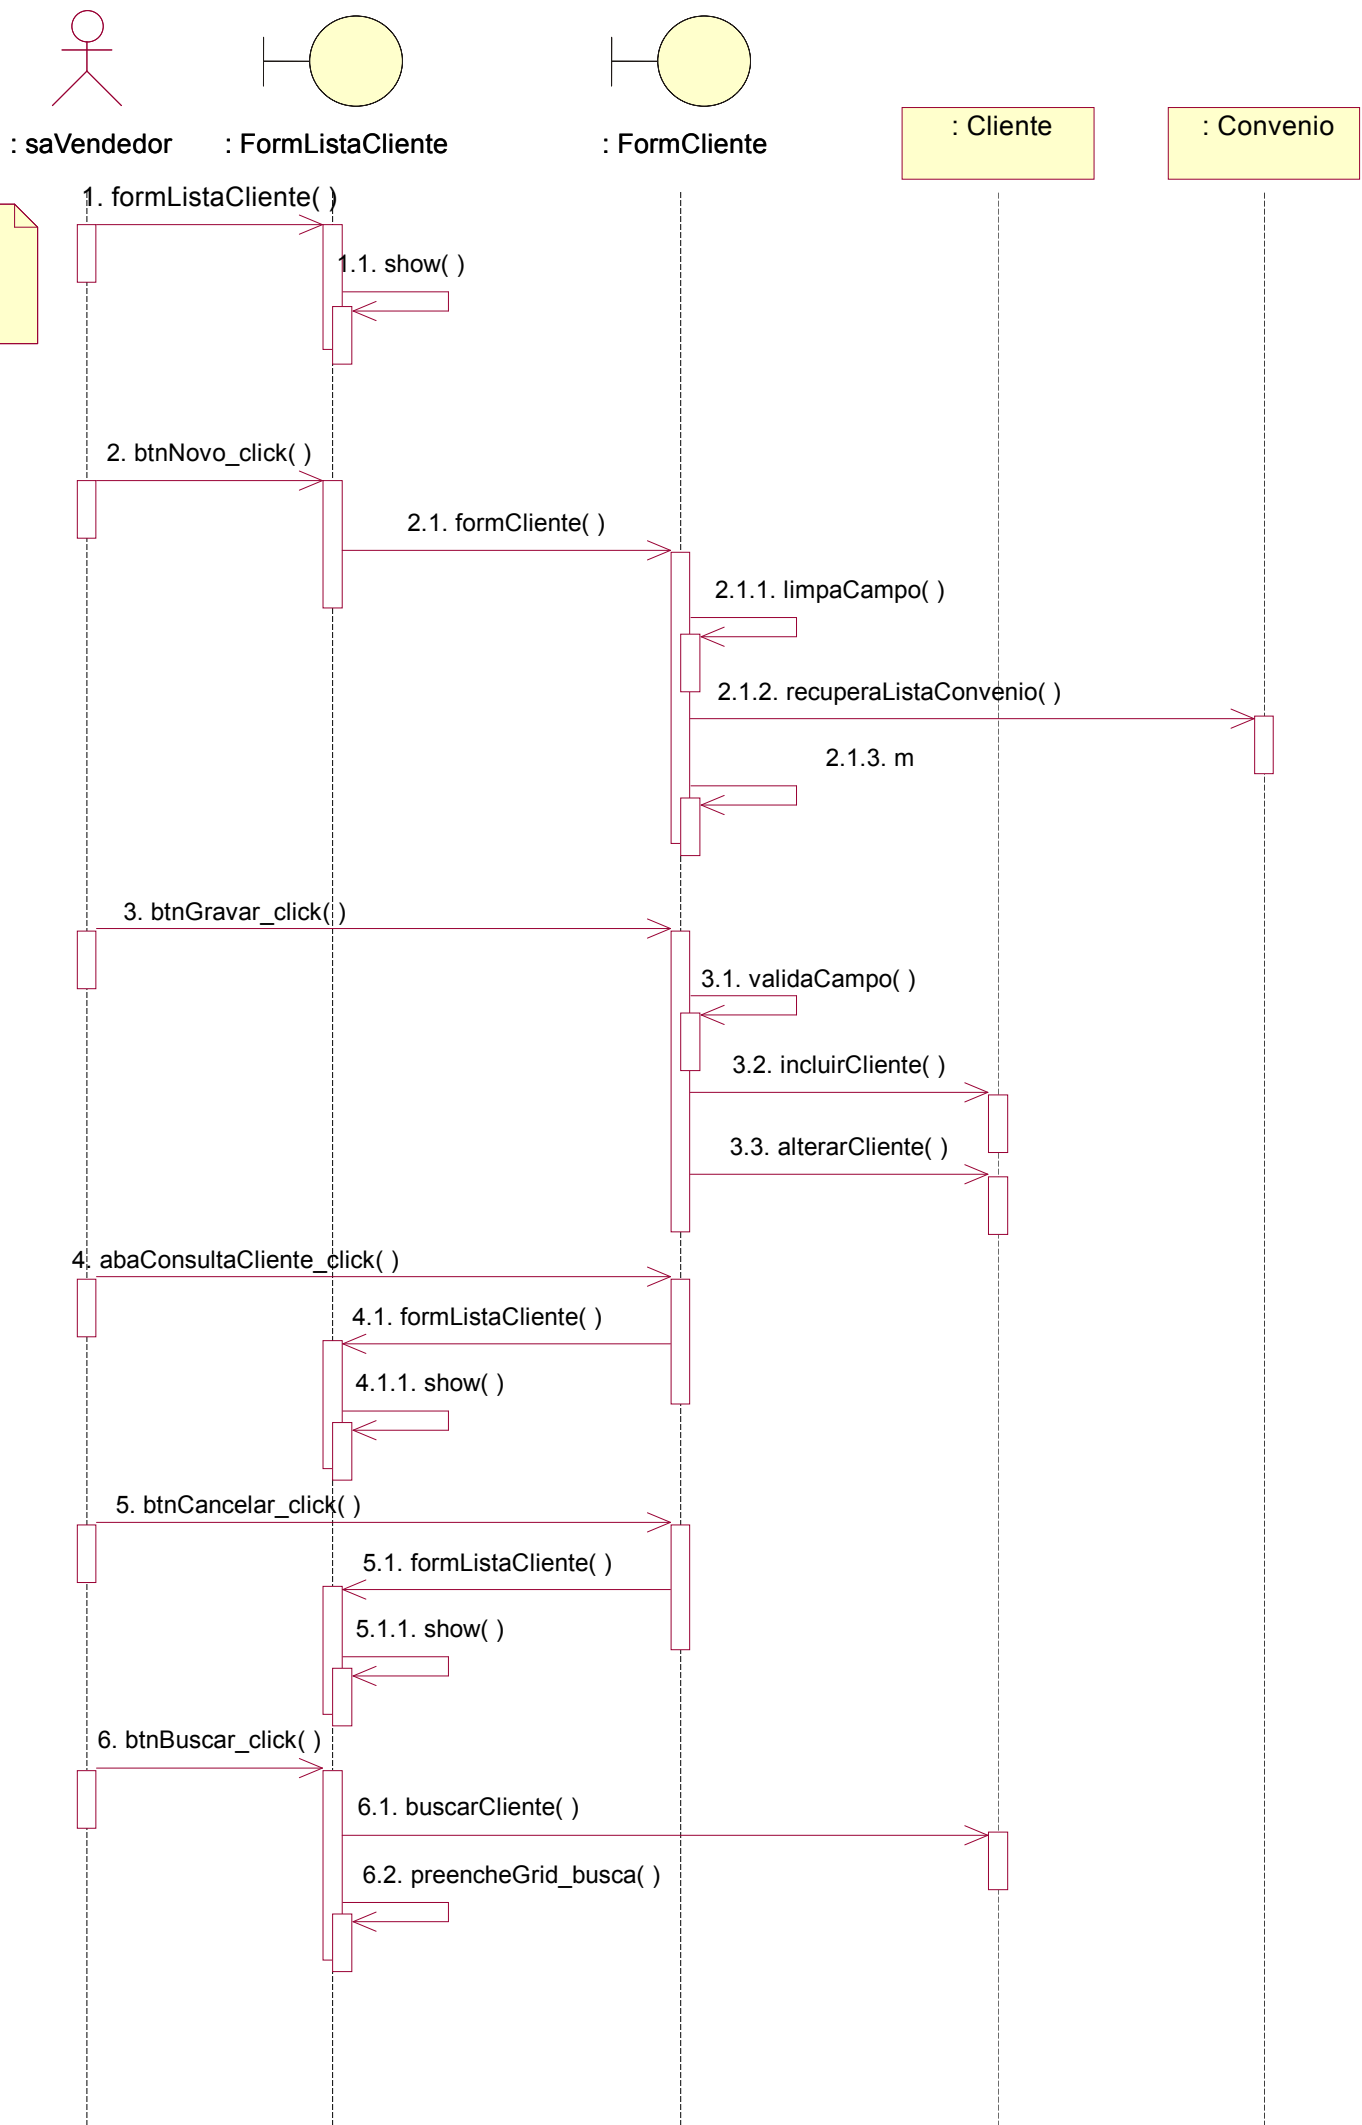 : saVendedor
: FormListaCliente
: FormCliente
: Cliente
: Convenio
1. formListaCliente( )
1.1. show( )
2. btnNovo_click( )
2.1. formCliente( )
2.1.1. limpaCampo( )
2.1.2. recuperaListaConvenio( )
2.1.3. m
3. btnGravar_click( )
3.1. validaCampo( )
3.2. incluirCliente( )
3.3. alterarCliente( )
4. abaConsultaCliente_click( )
4.1. formListaCliente( )
4.1.1. show( )
5. btnCancelar_click( )
5.1. formListaCliente( )
5.1.1. show( )
6. btnBuscar_click( )
6.1. buscarCliente( )
6.2. preencheGrid_busca( )